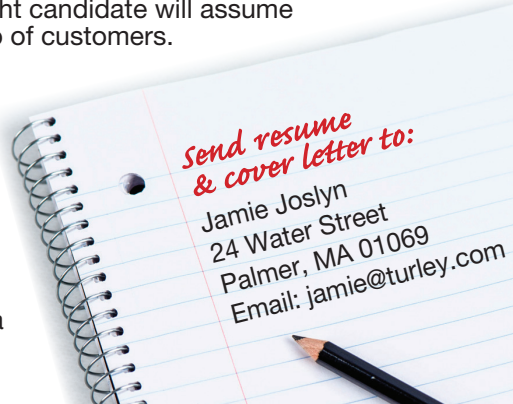 ht candidate will assume
of customers.
Send resume
& cover letter to:
Jamie Joslyn
24 Water Street
Palmer, MA 01069
Email: jamie@turley.com